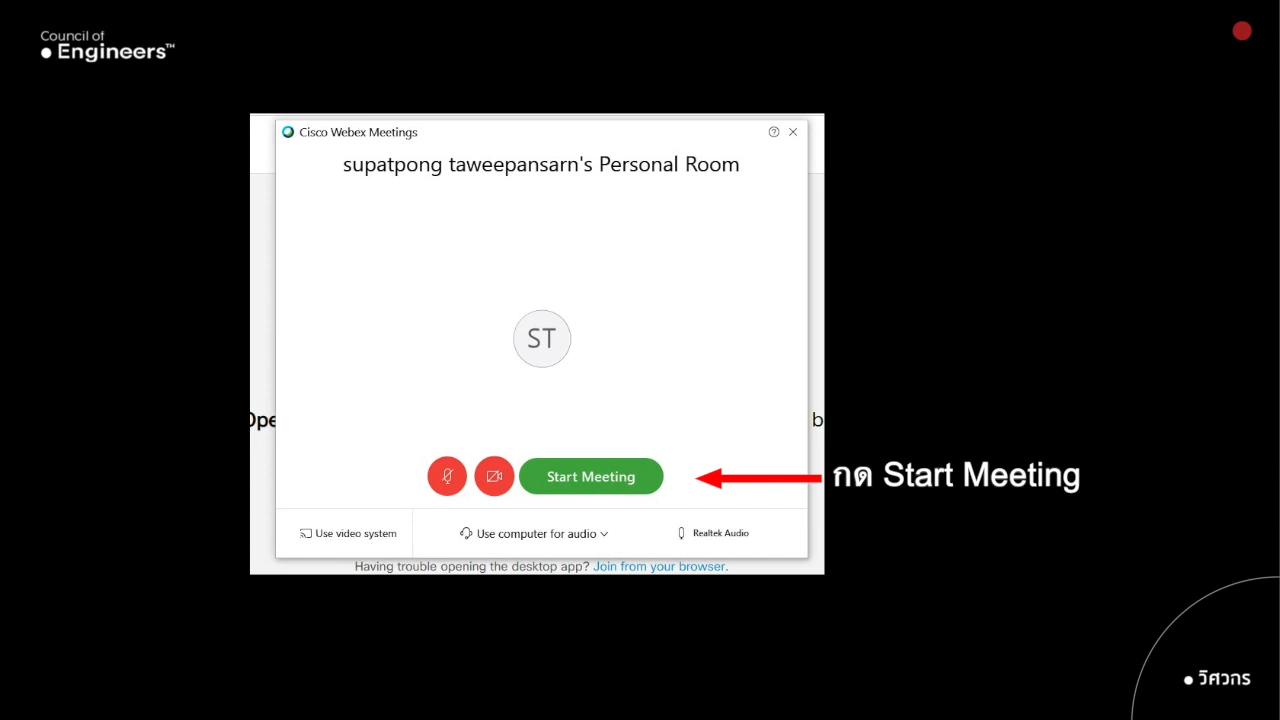 Council of
Engineers™
Cisco Webex Meetings
supatpong taweepansarn's Personal Room
ST
Ope
b
Start Meeting
กด Start Meeting
Use video system
Use computer for audio
Realtek Audio
Having trouble opening the desktop app? Join from your browser.
วิศวกร